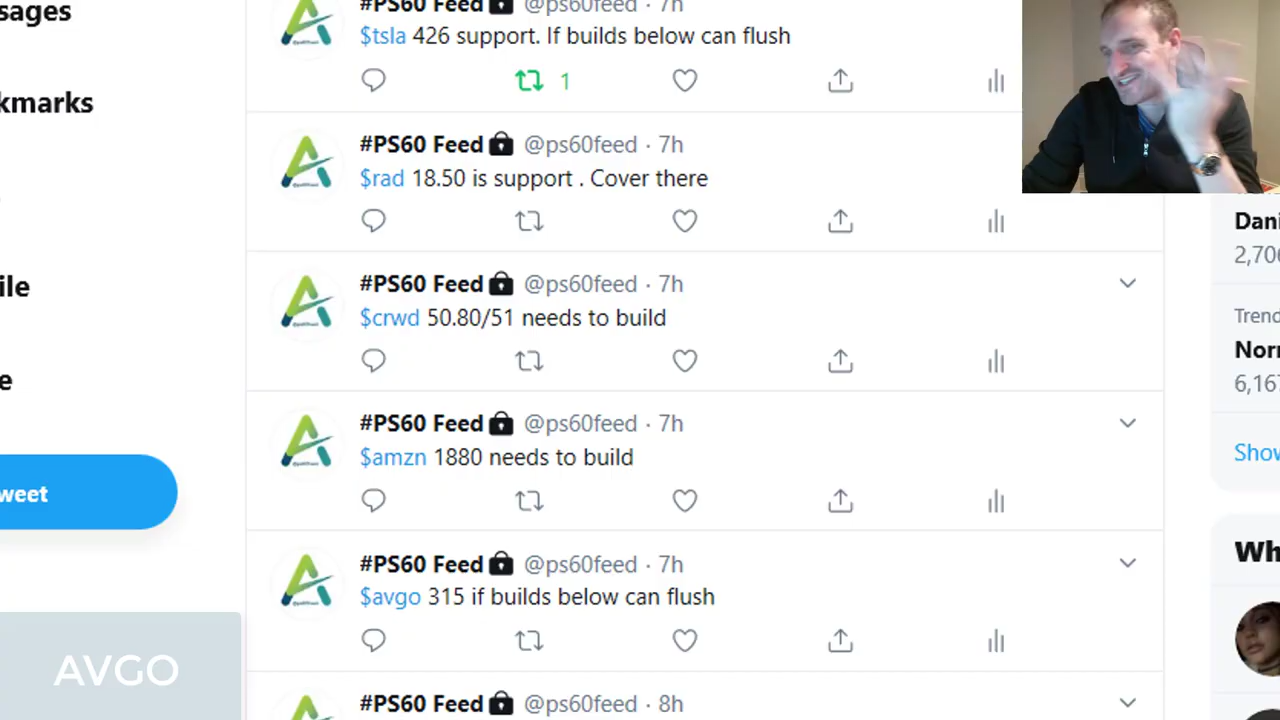 sages
#PS60 Feed @ps60feed · 7h
$tsla 426 support. If builds below can flush
1
kmarks
#PS60 Feed @ps60feed · 7h
$rad 18.50 is support . Cover there
#PS60 Feed @ps60feed · 7h
$crwd 50.80/51 needs to build
ile
#PS60 Feed @ps60feed · 7h
$amzn 1880 needs to build
e
weet
#PS60 Feed @ps60feed · 7h
$avgo 315 if builds below can flush
#PS60 Feed @ps60feed · 8h
AVGO
Dani
2,706
Trend
Norr
6,167
Show
Wh